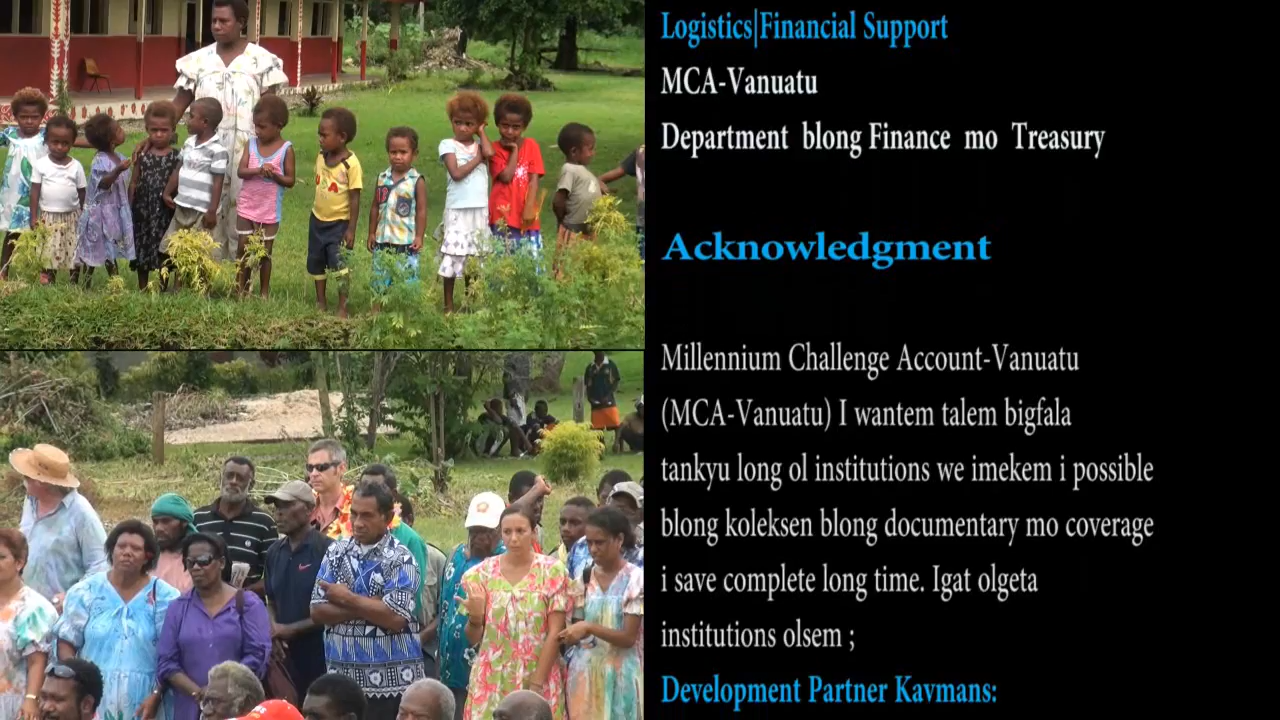 Logistics|Financial Support
MCA-Vanuatu
Department blong Finance mo Treasury
Acknowledgment
Millennium Challenge Account-Vanuatu
(MCA-Vanuatu) I wantem talem bigfala
tankyu long ol institutions we imekem i possible
blong koleksen blong documentary mo coverage
i save complete long time. Igat olgeta
institutions olsem ;
Development Partner Kavmans: